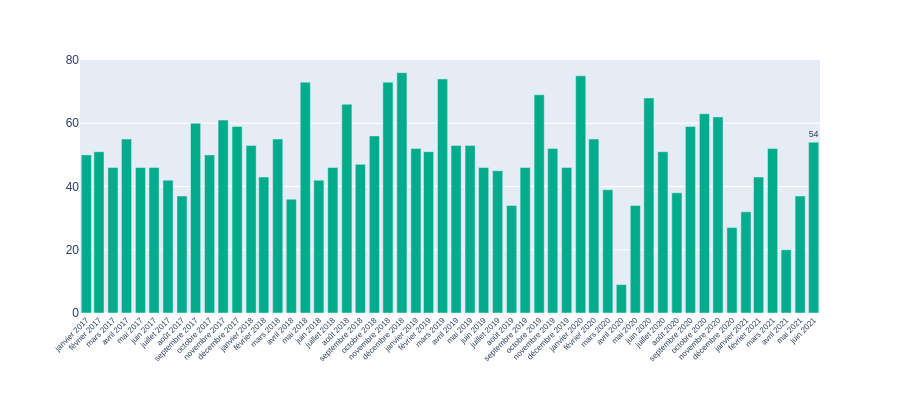 80
60
40
20
0
54
janvier 2017
février 2017
mars 2017
avril 2017
mai 2017
juin 2017
juillet 2017
août 2017
septembre 2017
octobre 2017
novembre 2017
décembre 2017
janvier 2018
février 2018
mars 2018
avril 2018
mai 2018
juin 2018
juillet 2018
août 2018
septembre 2018
octobre 2018
novembre 2018
décembre 2018
janvier 2019
février 2019
mars 2019
avril 2019
mai 2019
juin 2019
juillet 2019
août 2019
septembre 2019
octobre 2019
novembre 2019
décembre 2019
janvier 2020
février 2020
mars 2020
avril 2020
mai 2020
juin 2020
juillet 2020
août 2020
septembre 2020
octobre 2020
novembre 2020
décembre 2020
janvier 2021
février 2021
mars 2021
avril 2021
mai 2021
juin 2021